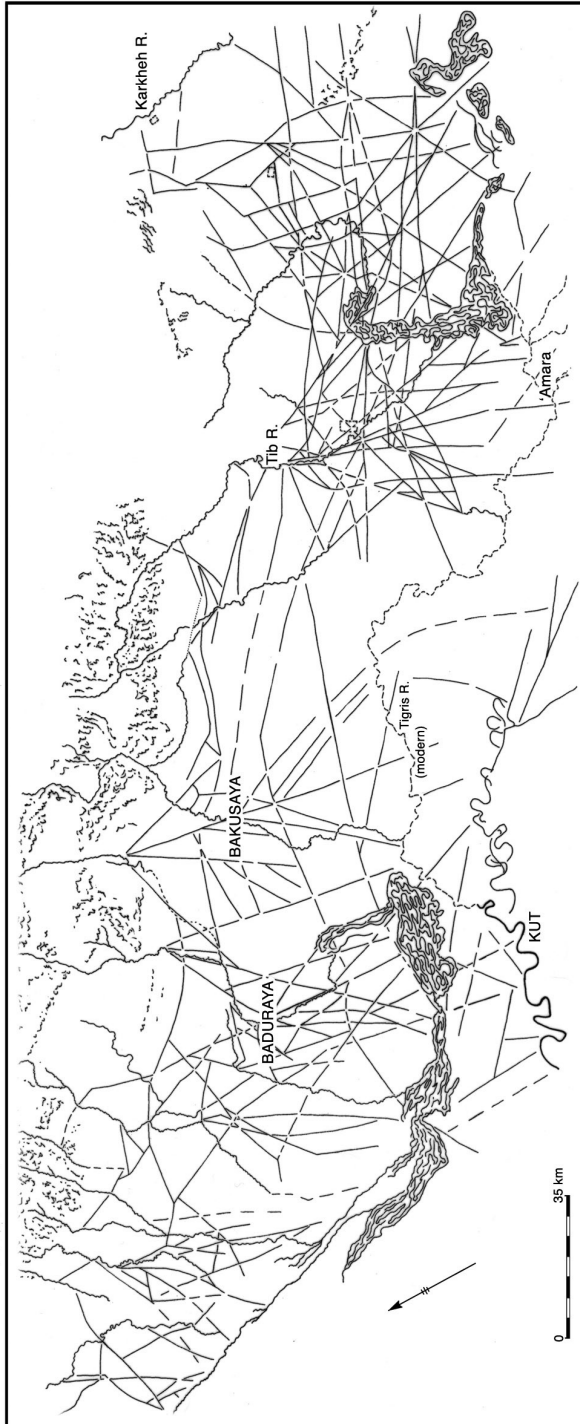 Karkheh R.
Tib R.
‘Amara
BAKUSAYA
Tigris R.
(modern)
BADURAYA
KUT
0 35 km